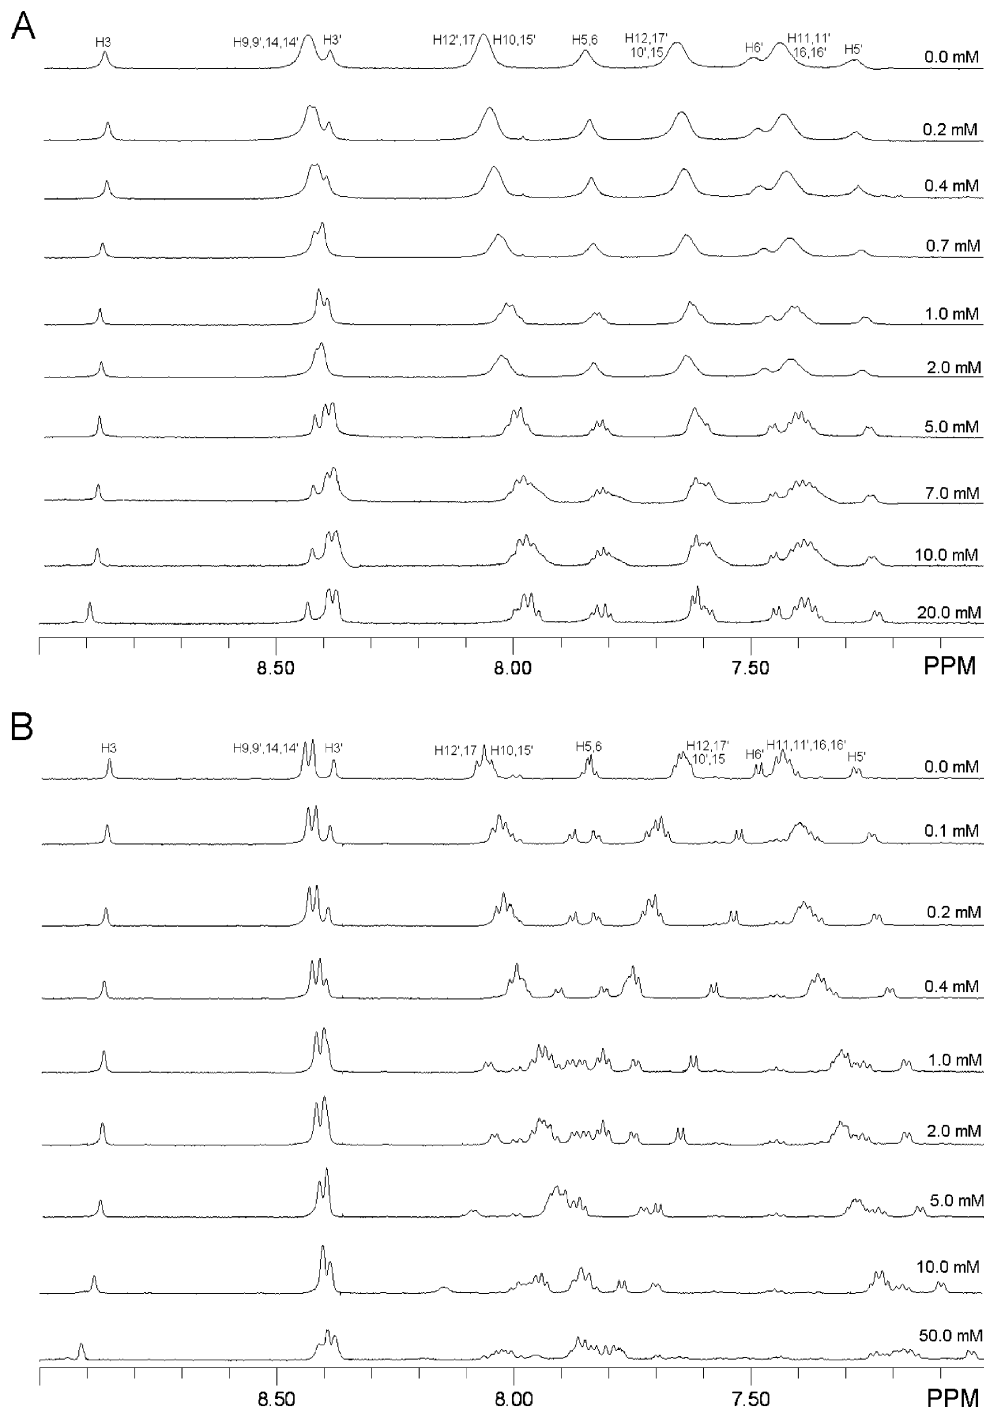 A
H3 H9,9',14,14' H3' H12',17 H10,15' H5,6 H12,17' H6' H11,11' H5'
10',15 16,16'
0.0 mM
0.2 mM
0.4 mM
0.7 mM
1.0 mM
2.0 mM
5.0 mM
7.0 mM
10.0 mM
20.0 mM
8.50 8.00 7.50 PPM
B
H3 H9,9',14,14' H3' H12',17 H10,15' H5,6 H12,17' H6' H11,11',16,16' H5'
10',15
0.0 mM
0.1 mM
0.2 mM
0.4 mM
1.0 mM
2.0 mM
5.0 mM
10.0 mM
50.0 mM
8.50 8.00 7.50 PPM